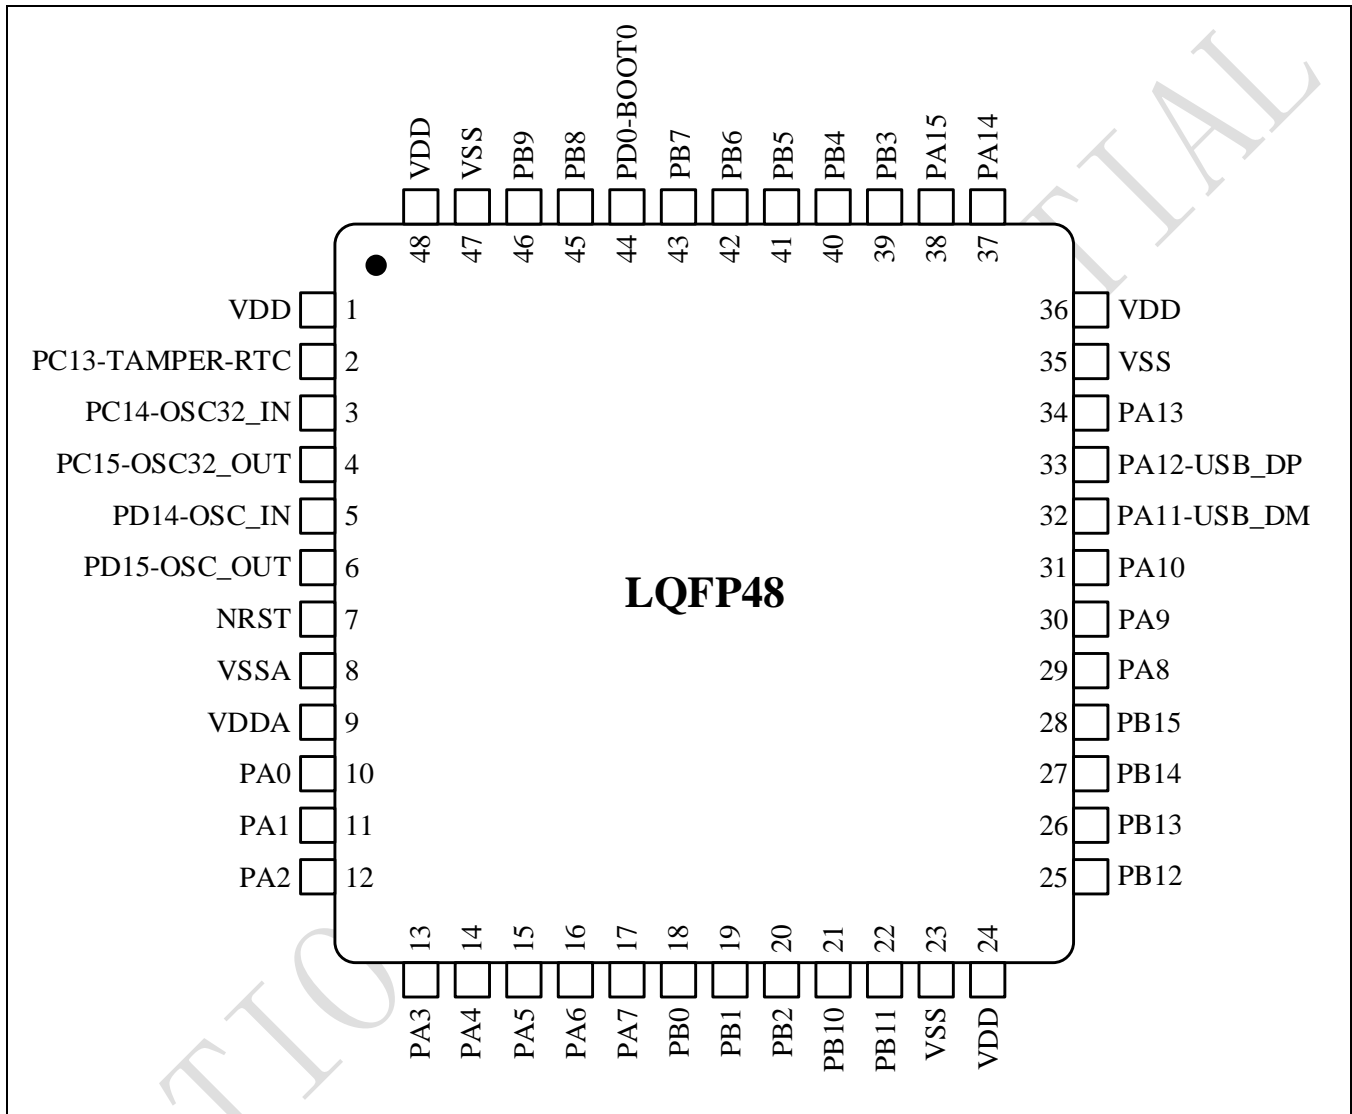 VDD
VSS
PB9
PB8
PD0-BOOT0
PB7
PB6
PB5
PB4
PB3
PA15
PA14
48
47
46
45
44
43
42
41
40
39
38
37
VDD 1
PC13-TAMPER-RTC 2
PC14-OSC32_IN 3
PC15-OSC32_OUT 4
PD14-OSC_IN 5
PD15-OSC_OUT 6
NRST 7
VSSA 8
VDDA 9
PA0 10
PA1 11
PA2 12
LQFP48
36 VDD
35 VSS
34 PA13
33 PA12-USB_DP
32 PA11-USB_DM
31 PA10
30 PA9
29 PA8
28 PB15
27 PB14
26 PB13
25 PB12
13
14
15
16
17
18
19
20
21
22
23
24
PA3
PA4
PA5
PA6
PA7
PB0
PB1
PB2
PB10
PB11
VSS
VDD